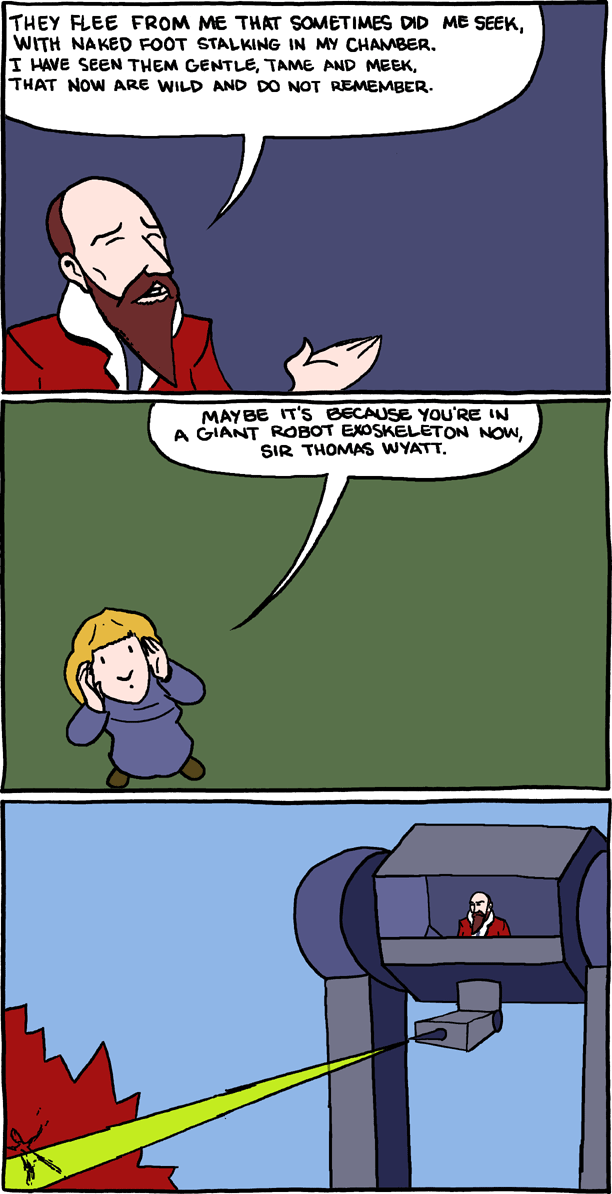 THEY FLEE FROM ME THAT SOMETIMES DID ME SEEK,
WITH NAKED FOOT STALKING IN MY CHAMBER.
I HAVE SEEN THEM GENTLE, TAME AND MEEK,
THAT NOW ARE WILD AND DO NOT REMEMBER.
MAYBE IT'S BECAUSE YOU'RE IN
A GIANT ROBOT EXOSKELETON NOW,
SIR THOMAS WYATT.